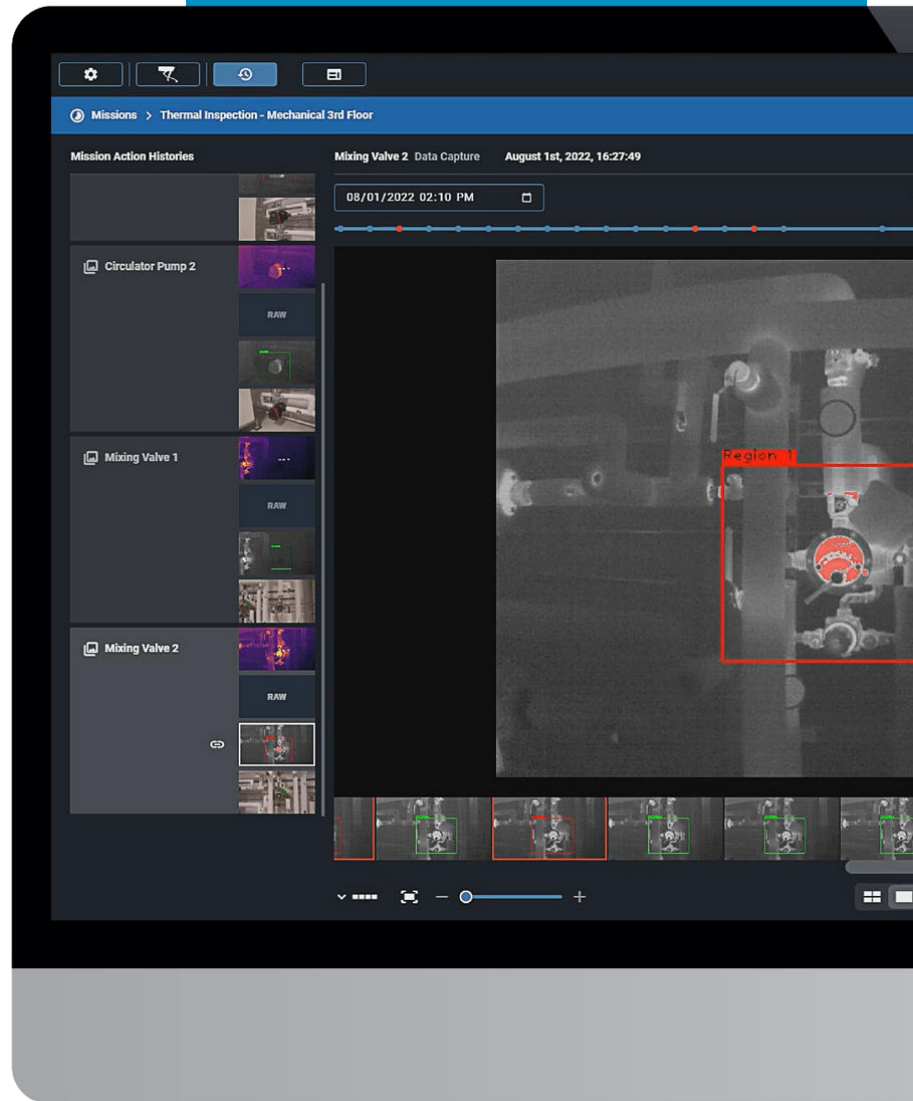 Missions > Thermal Inspection - Mechanical 3rd Floor
Mission Action Histories
Mixing Valve 2 Data Capture August 1st, 2022, 16:27:49
08/01/2022 02:10 PM
Circulator Pump 2
RAW
Mixing Valve 1
RAW
Mixing Valve 2
RAW
Region 1